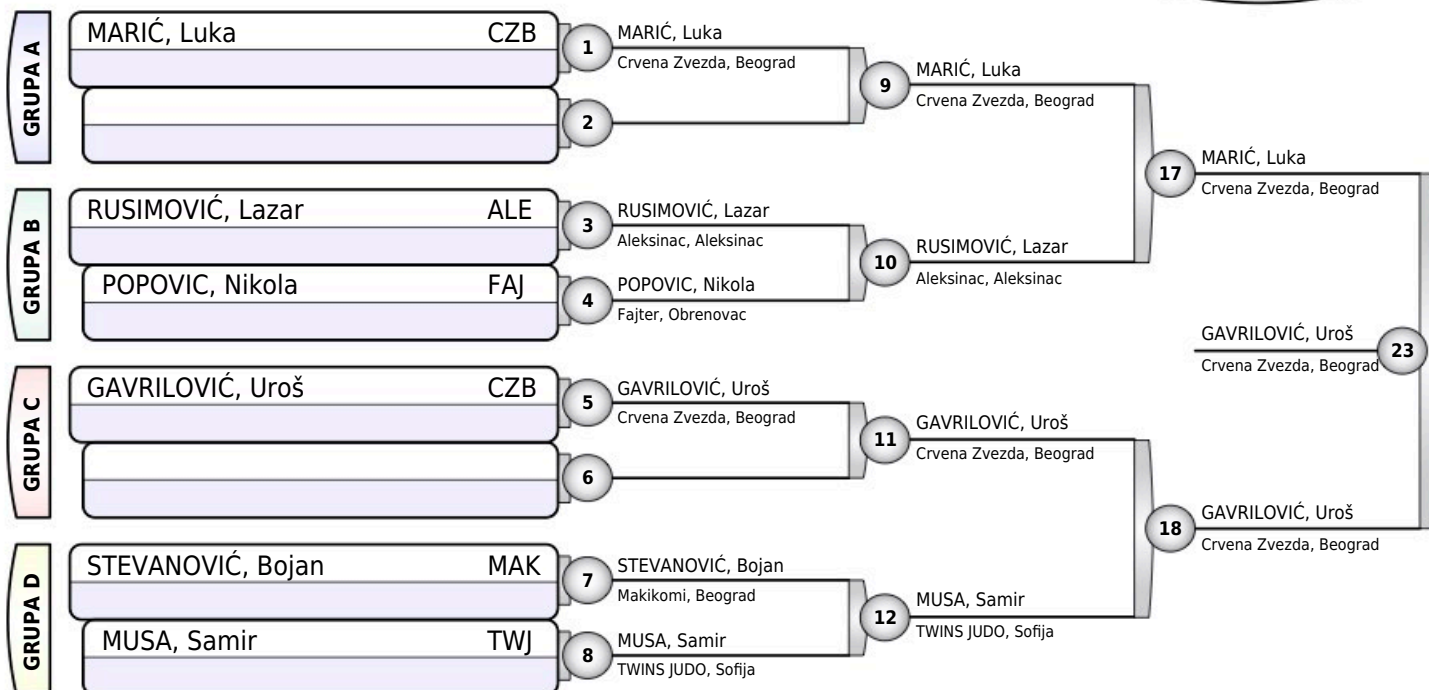 GRUPA A
MARIĆ, Luka CZB
1
MARIĆ, Luka
Crvena Zvezda, Beograd
2
9
MARIĆ, Luka
Crvena Zvezda, Beograd
GRUPA B
RUSIMOVIĆ, Lazar ALE
3
RUSIMOVIĆ, Lazar
Aleksinac, Aleksinac
POPOVIC, Nikola FAJ
4
POPOVIC, Nikola
Fajter, Obrenovac
10
RUSIMOVIĆ, Lazar
Aleksinac, Aleksinac
17
MARIĆ, Luka
Crvena Zvezda, Beograd
GRUPA C
GAVRILOVIĆ, Uroš CZB
5
GAVRILOVIĆ, Uroš
Crvena Zvezda, Beograd
6
11
GAVRILOVIĆ, Uroš
Crvena Zvezda, Beograd
GRUPA D
STEVANOVIĆ, Bojan MAK
7
STEVANOVIĆ, Bojan
Makikomi, Beograd
MUSA, Samir TWJ
8
MUSA, Samir
TWINS JUDO, Sofija
12
MUSA, Samir
TWINS JUDO, Sofija
18
GAVRILOVIĆ, Uroš
Crvena Zvezda, Beograd
GAVRILOVIĆ, Uroš
Crvena Zvezda, Beograd
23